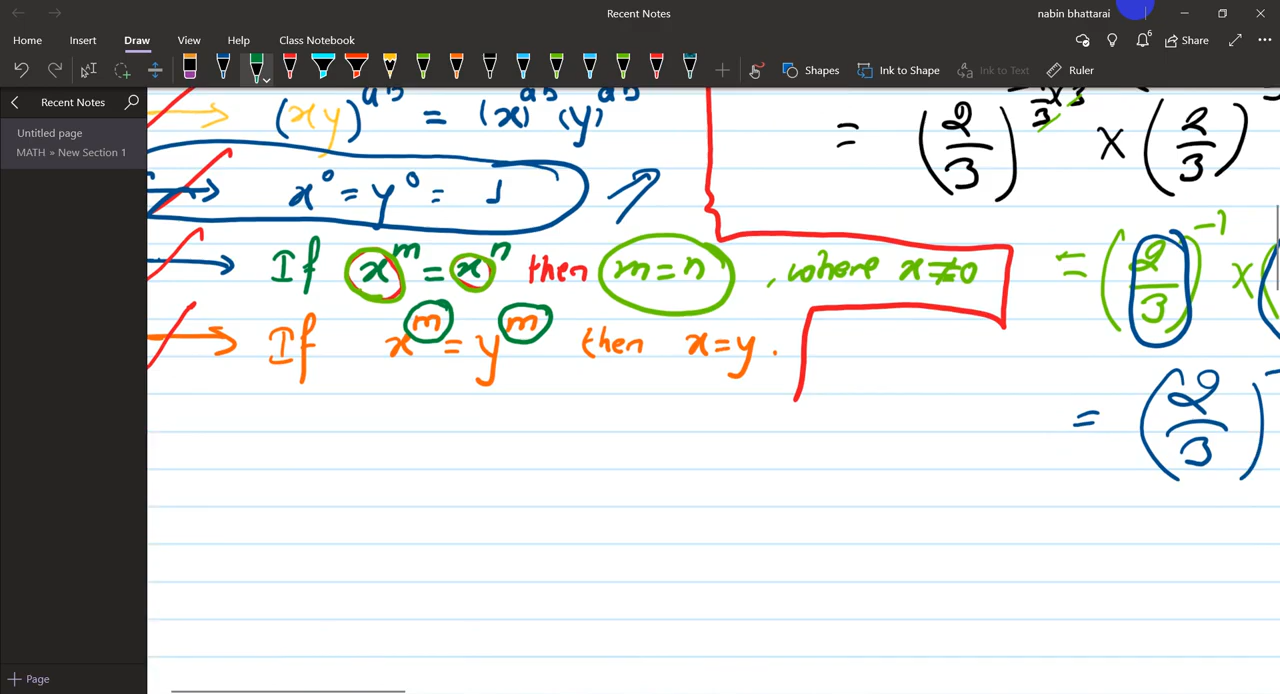 Recent Notes
nabin bhattarai
Home Insert Draw View Help Class Notebook
6
Share
Shapes
Ink to Shape
Ink to Text
Ruler
Recent Notes
Untitled page
MATH » New Section 1
Page
(xy)^ab = (x)^ab (y)^ab
x^0 = y^0 = 1
If x^m = x^n then m=n , where x≠0
If x^m = y^m then x=y.
= (2/3) × (2/3)
= (2/3)^-1 × (
= (2/3)^-